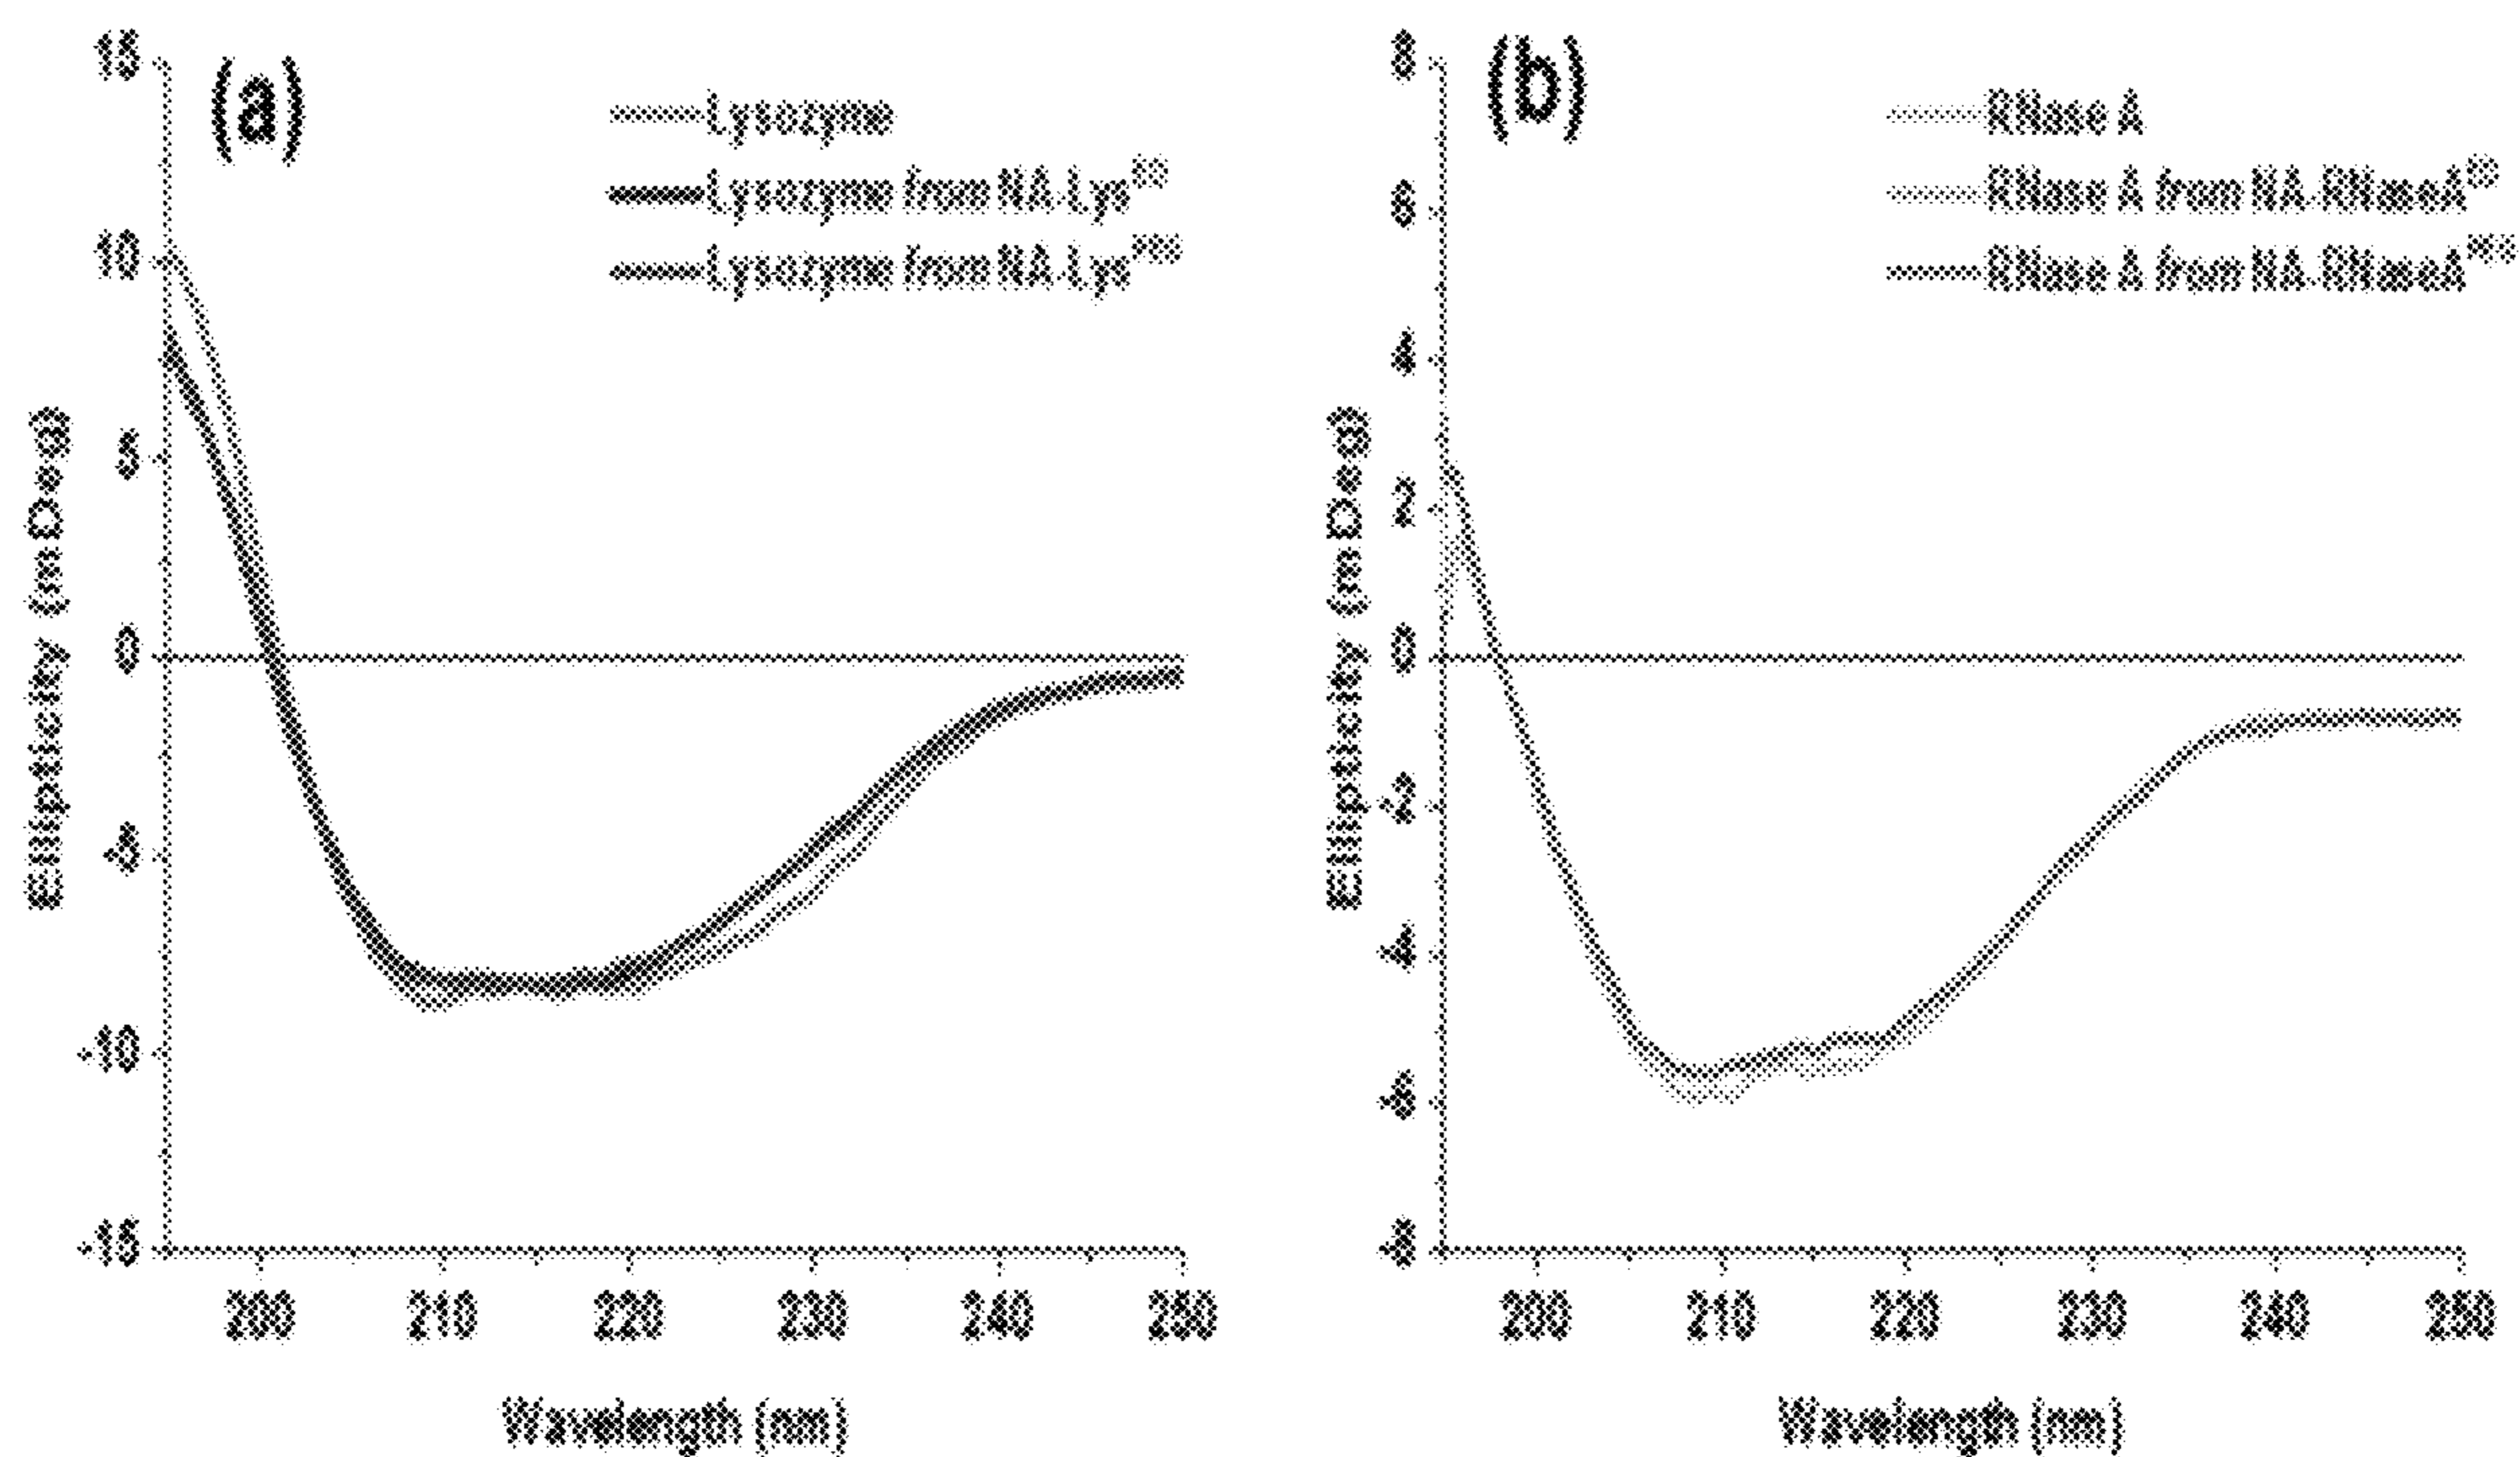 (a)
Lysozyme
Lysozyme from NA-Lys
Lysozyme from NA-Lys
15
10
5
0
-5
-10
-15
Ellipticity (mDeg)
200 210 220 230 240 250
Wavelength (nm)
(b)
RNase A
RNase A from NA-RNaseA
RNase A from NA-RNaseA
8
6
4
2
0
-2
-4
-6
-8
Ellipticity (mDeg)
200 210 220 230 240 250
Wavelength (nm)